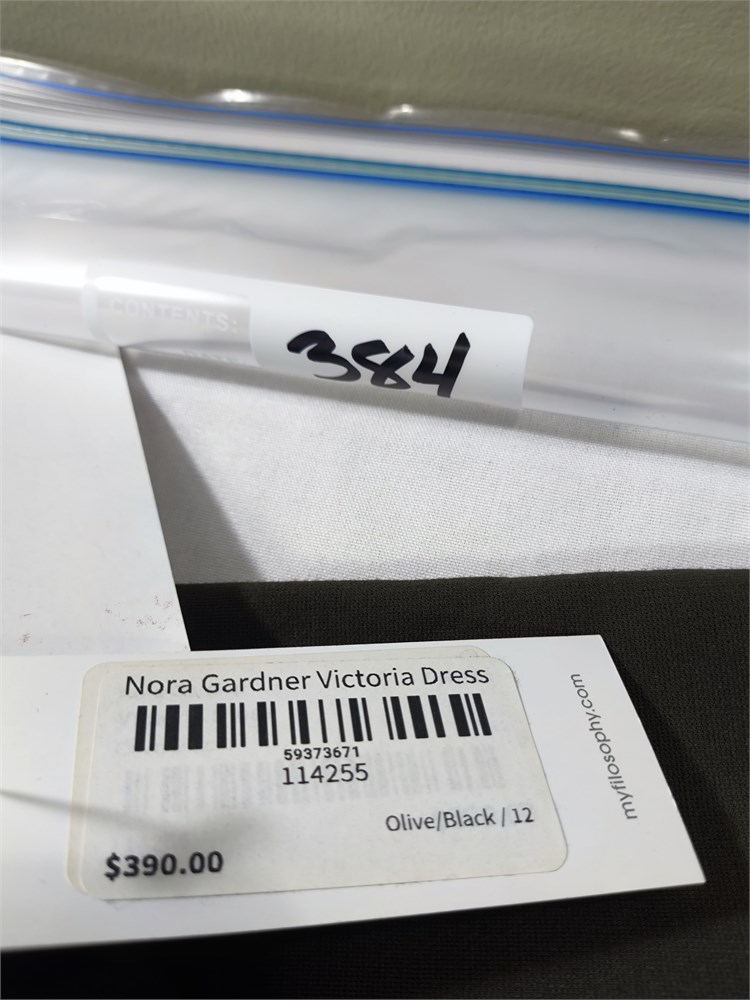 CONTENTS:
384
Nora Gardner Victoria Dress
59373671
114255
Olive/Black / 12
$390.00
myfilosophy.com